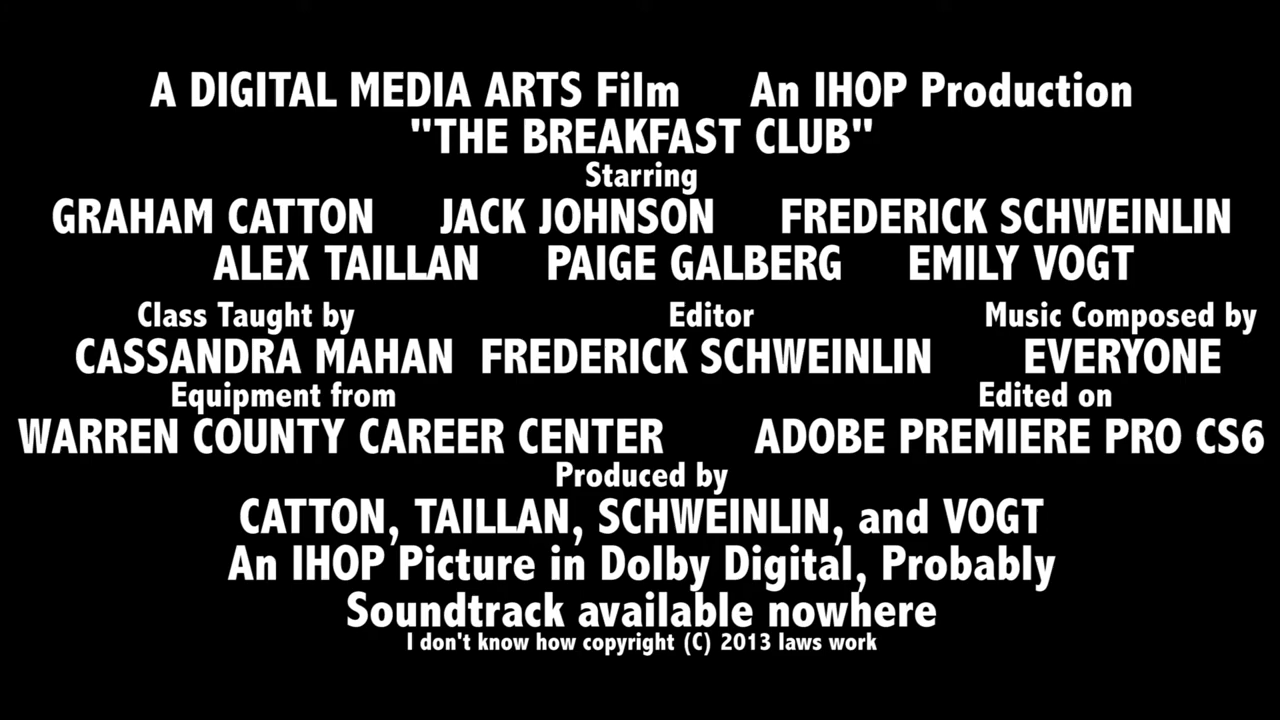 A DIGITAL MEDIA ARTS Film An IHOP Production
"THE BREAKFAST CLUB"
Starring
GRAHAM CATTON JACK JOHNSON FREDERICK SCHWEINLIN
ALEX TAILLAN PAIGE GALBERG EMILY VOGT
Class Taught by Editor Music Composed by
CASSANDRA MAHAN FREDERICK SCHWEINLIN EVERYONE
Equipment from Edited on
WARREN COUNTY CAREER CENTER ADOBE PREMIERE PRO CS6
Produced by
CATTON, TAILLAN, SCHWEINLIN, and VOGT
An IHOP Picture in Dolby Digital, Probably
Soundtrack available nowhere
I don't know how copyright (C) 2013 laws work